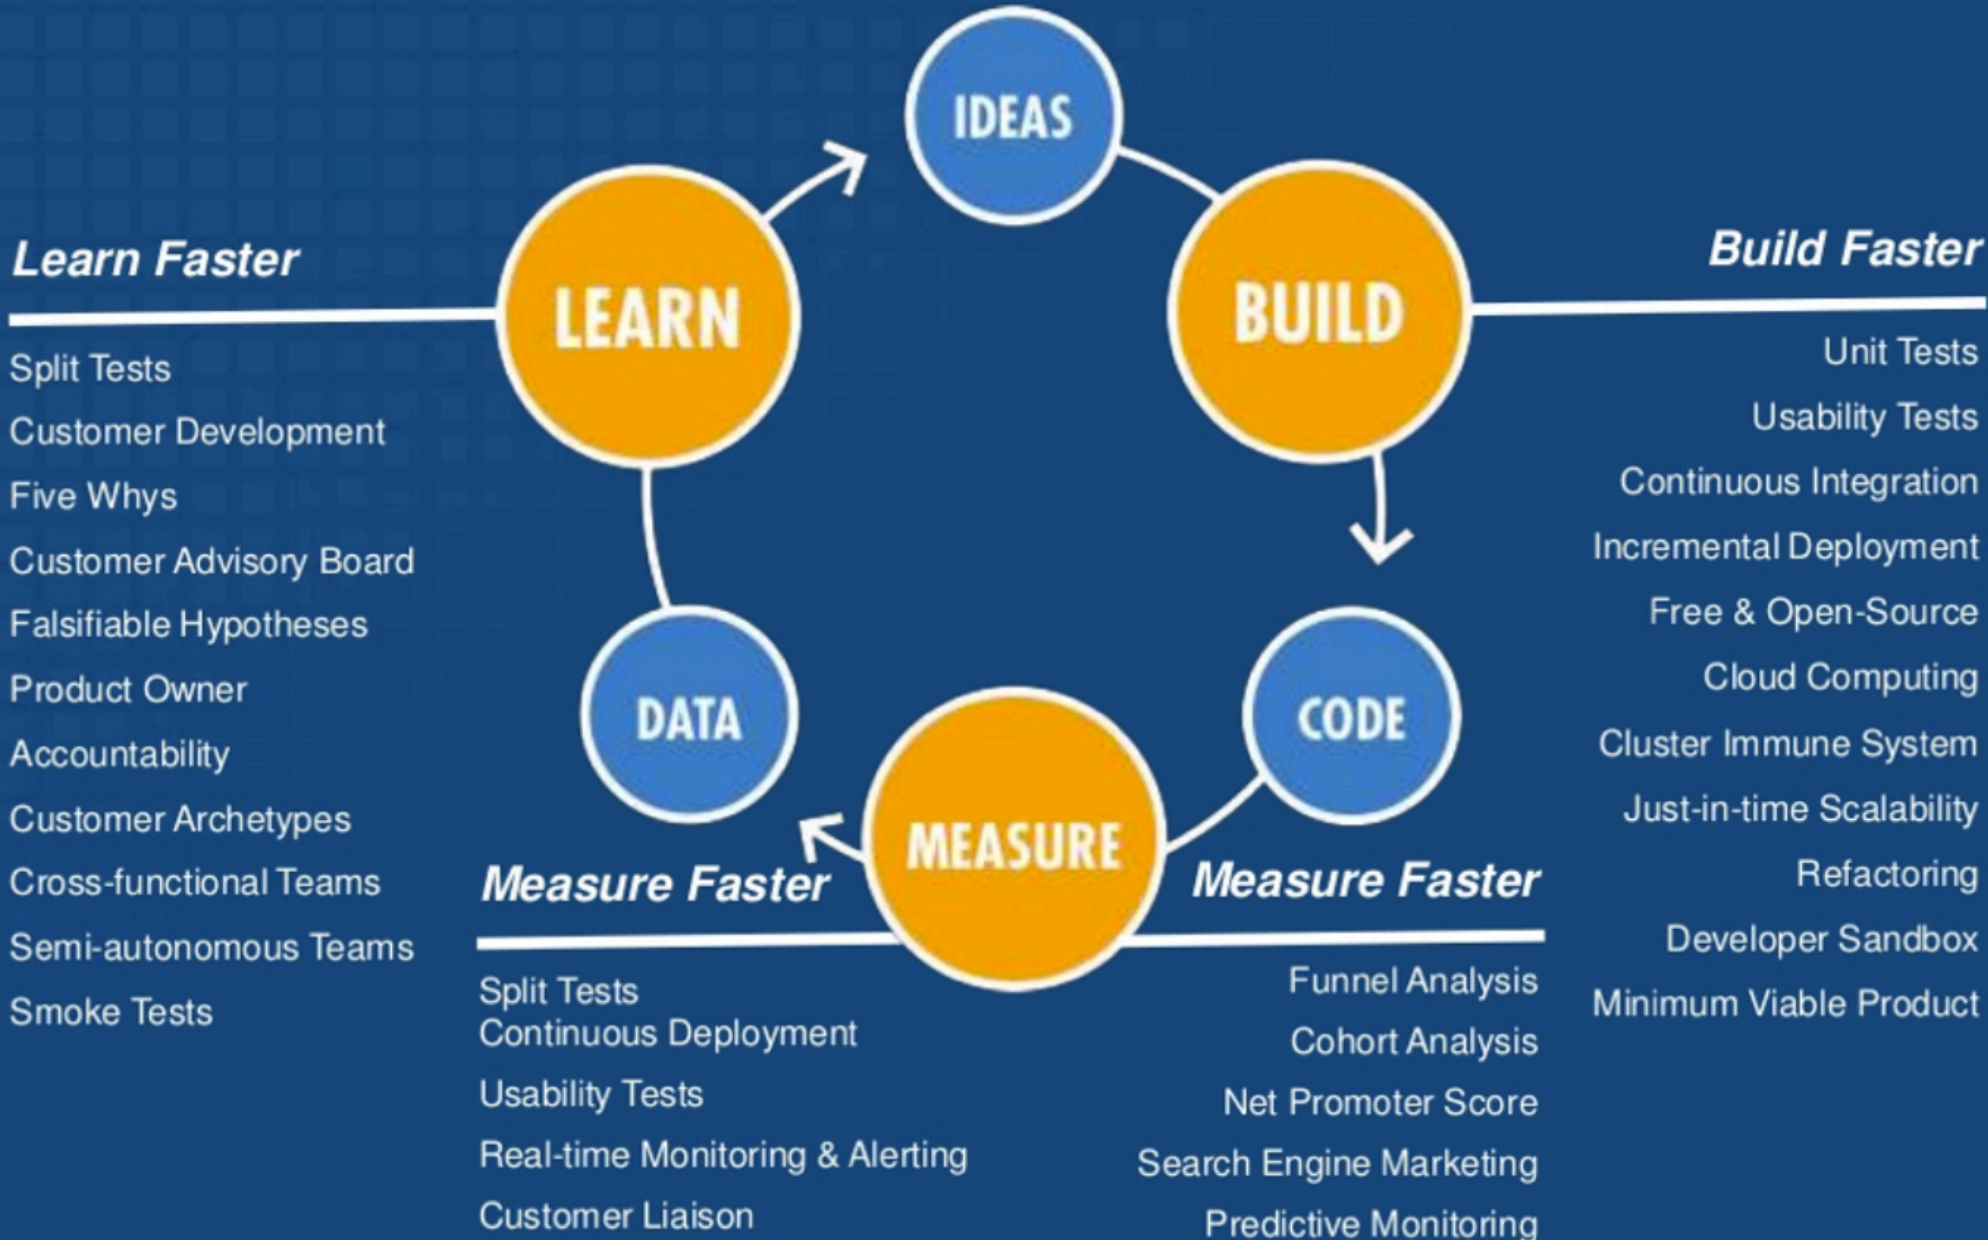 IDEAS
LEARN
BUILD
DATA
CODE
MEASURE
Learn Faster
Split Tests
Customer Development
Five Whys
Customer Advisory Board
Falsifiable Hypotheses
Product Owner
Accountability
Customer Archetypes
Cross-functional Teams
Semi-autonomous Teams
Smoke Tests
Measure Faster
Split Tests
Continuous Deployment
Usability Tests
Real-time Monitoring & Alerting
Customer Liaison
Measure Faster
Funnel Analysis
Cohort Analysis
Net Promoter Score
Search Engine Marketing
Predictive Monitoring
Build Faster
Unit Tests
Usability Tests
Continuous Integration
Incremental Deployment
Free & Open-Source
Cloud Computing
Cluster Immune System
Just-in-time Scalability
Refactoring
Developer Sandbox
Minimum Viable Product